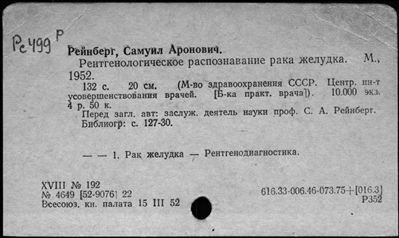 Рс499 Р
Рейнберг, Самуил Аронович.
Рентгенологическое распознавание рака желудка. М.,
1952.
132 с. 20 см. (М-во здравоохранения СССР. Центр. ин-т
усовершенствования врачей. [Б-ка практ. врача]). 10.000 экз.
4 р. 50 к.
Перед загл. авт: заслуж. деятель науки проф. С. А. Рейнберг.
Библиогр: с. 127-30.
— — 1. Рак желудка — Рентгенодиагностика.
XVIII № 192
№ 4649 [52-9076] 22
Всесоюз. кн. палата 15 III 52
616.33-006.46-073.75+[016.3]
Р352